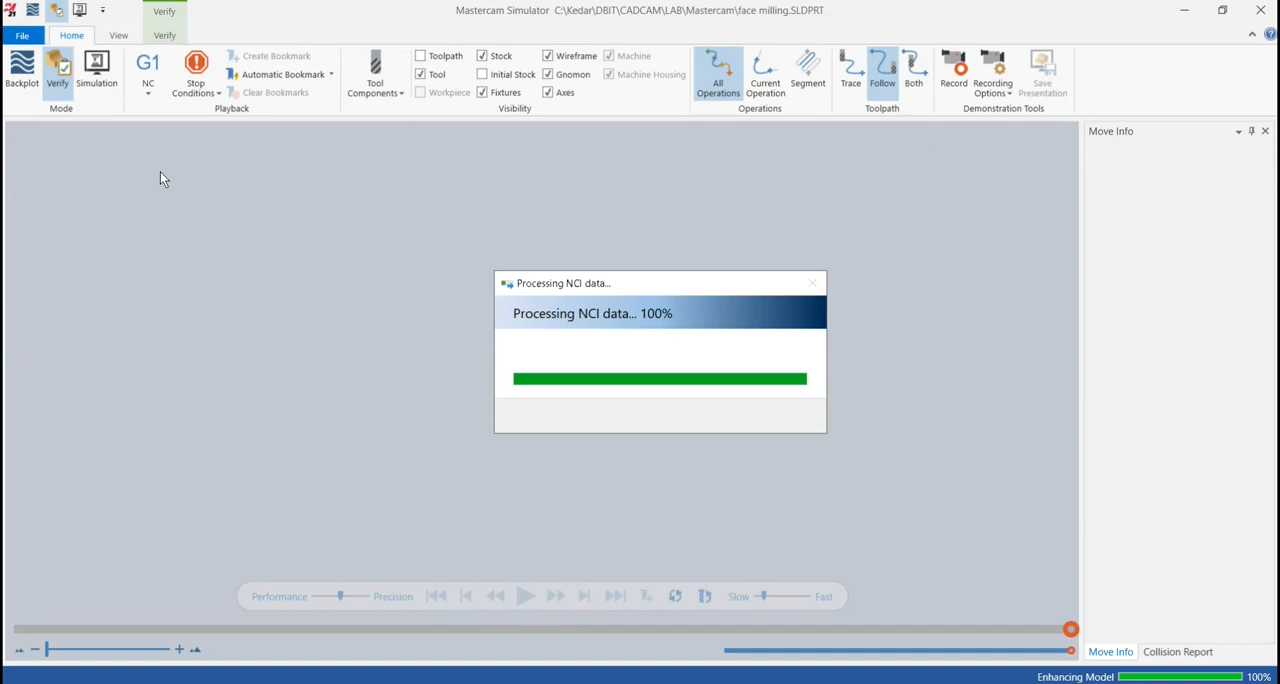 Verify
Mastercam Simulator C:\Kedar\DBIT\CADCAM\LAB\Mastercam\face milling.SLDPRT
File Home View Verify
Backplot Verify Simulation
Mode
G1
NC
Stop Conditions
Create Bookmark
Automatic Bookmark
Clear Bookmarks
Playback
Tool Components
Toolpath Stock Wireframe Machine
Tool Initial Stock Gnomon Machine Housing
Workpiece Fixtures Axes
Visibility
All Operations
Current Operation
Segment
Operations
Trace Follow Both
Toolpath
Record
Recording Options
Save Presentation
Demonstration Tools
Move Info
Processing NCI data...
Processing NCI data... 100%
Performance Precision Slow Fast
Move Info Collision Report
Enhancing Model 100%